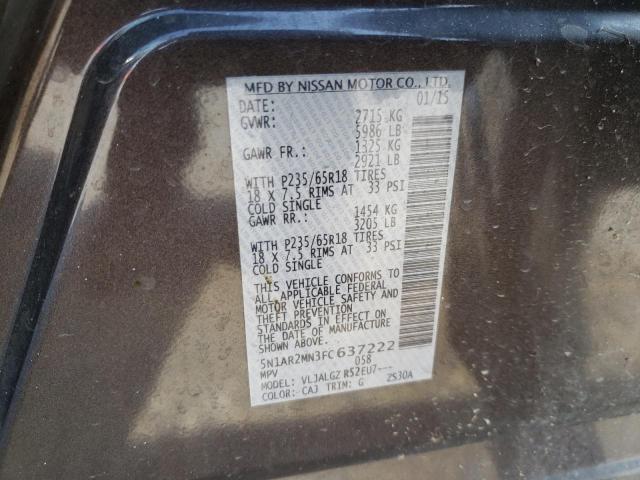 MFD BY NISSAN MOTOR CO., LTD.
DATE: 01/15
GVWR: 2715 KG
5986 LB
GAWR FR.: 1325 KG
2921 LB
WITH P235/65R18 TIRES
18 X 7.5 RIMS AT 33 PSI
COLD SINGLE
GAWR RR.: 1454 KG
3205 LB
WITH P235/65R18 TIRES
18 X 7.5 RIMS AT 33 PSI
COLD SINGLE
THIS VEHICLE CONFORMS TO
ALL APPLICABLE FEDERAL
MOTOR VEHICLE SAFETY AND
THEFT PREVENTION
STANDARDS IN EFFECT ON
THE DATE OF MANUFACTURE
SHOWN ABOVE.
5N1AR2MN3FC637222
MPV 058
MODEL: VLJALGZ R52EU7---
COLOR: CAJ TRIM: G ZS30A